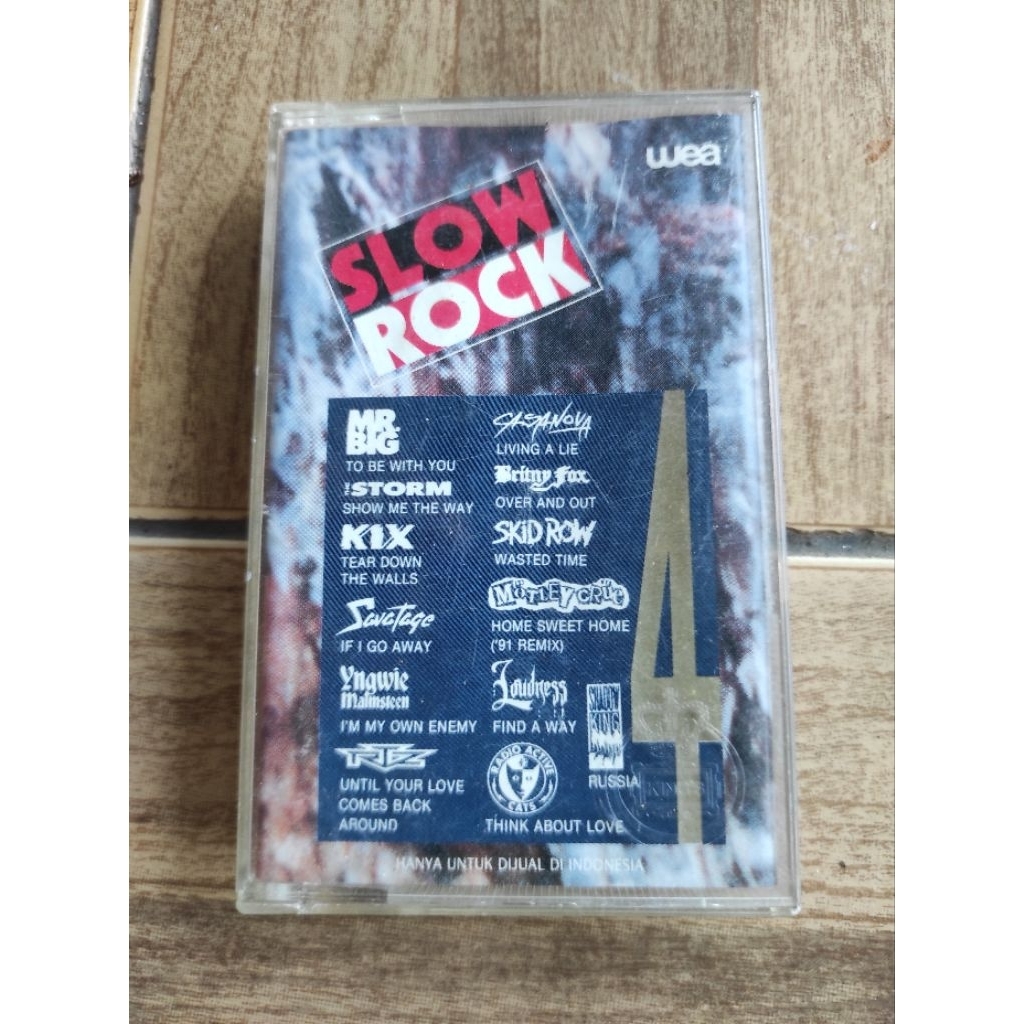 wea
SLOW
ROCK
MR.
BIG
TO BE WITH YOU
THE STORM
SHOW ME THE WAY
KIX
TEAR DOWN
THE WALLS
Savatage
IF I GO AWAY
Yngwie
Malmsteen
I'M MY OWN ENEMY
RTZ
UNTIL YOUR LOVE
COMES BACK
AROUND
CASANOVA
LIVING A LIE
Britny Fox
OVER AND OUT
SKID ROW
WASTED TIME
MÖTLEY CRÜE
HOME SWEET HOME
('91 REMIX)
Loudness
FIND A WAY
SHADOW
KING
RUSSIA
RADIO ACTIVE
CATS
THINK ABOUT LOVE
4
HANYA UNTUK DIJUAL DI INDONESIA